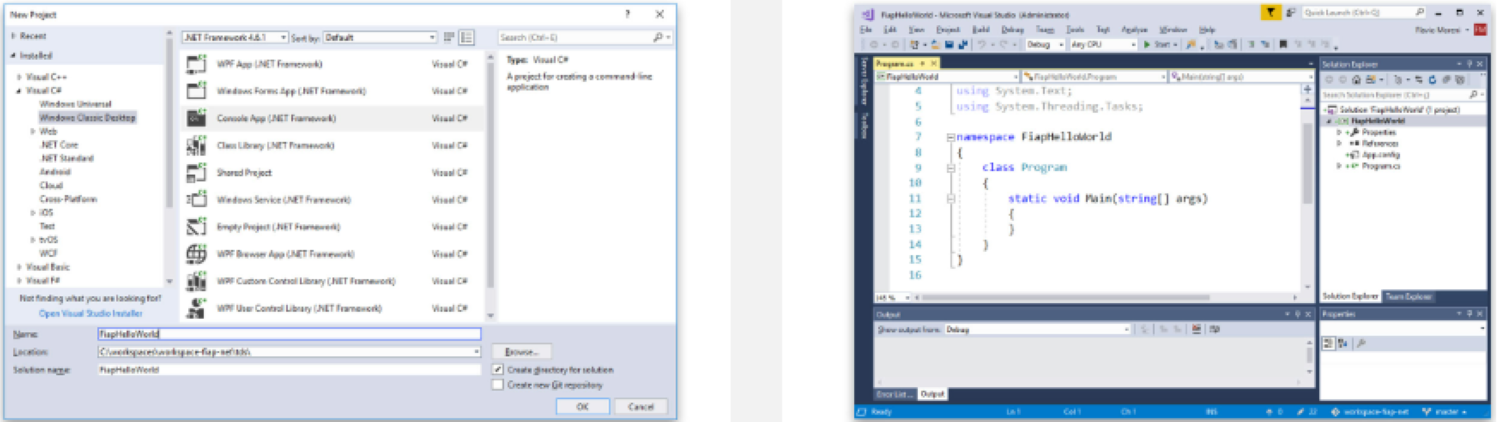 New Project
Recent
.NET Framework 4.6.1 Sort by: Default Search (Ctrl+E)
Installed
Visual C++
Visual C#
Windows Universal
Windows Classic Desktop
Web
.NET Core
.NET Standard
Android
Cloud
Cross-Platform
iOS
Test
tvOS
WCF
Visual Basic
Visual F#
Not finding what you are looking for?
Open Visual Studio Installer
WPF App (.NET Framework) Visual C#
Windows Forms App (.NET Framework) Visual C#
Console App (.NET Framework) Visual C#
Class Library (.NET Framework) Visual C#
Shared Project Visual C#
Windows Service (.NET Framework) Visual C#
Empty Project (.NET Framework) Visual C#
WPF Browser App (.NET Framework) Visual C#
WPF Custom Control Library (.NET Framework) Visual C#
WPF User Control Library (.NET Framework) Visual C#
Type: Visual C#
A project for creating a command-line
application
Name: FiapHelloWorld
Location: C:\workspaces\workspace-fiap-net\tds\ Browse...
Solution name: FiapHelloWorld
Create directory for solution
Create new Git repository
OK Cancel
FiapHelloWorld - Microsoft Visual Studio (Administrator) Quick Launch (Ctrl+Q)
File Edit View Project Build Debug Team Tools Test Analyze Window Help Flavio Moreni FM
Debug Any CPU Start
Server Explorer
Toolbox
Program.cs
FiapHelloWorld FiapHelloWorld.Program Main(string[] args)
4 using System.Text;
5 using System.Threading.Tasks;
6
7 namespace FiapHelloWorld
8 {
9 class Program
10 {
11 static void Main(string[] args)
12 {
13 }
14 }
15 }
16
Output
Show output from: Debug
Error List ... Output
Solution Explorer
Search Solution Explorer (Ctrl+ç)
Solution 'FiapHelloWorld' (1 project)
FiapHelloWorld
Properties
References
App.config
Program.cs
Solution Explorer Team Explorer
Properties
Ready Ln 1 Col 1 Ch 1 INS 0 22 workspace-fiap-net master